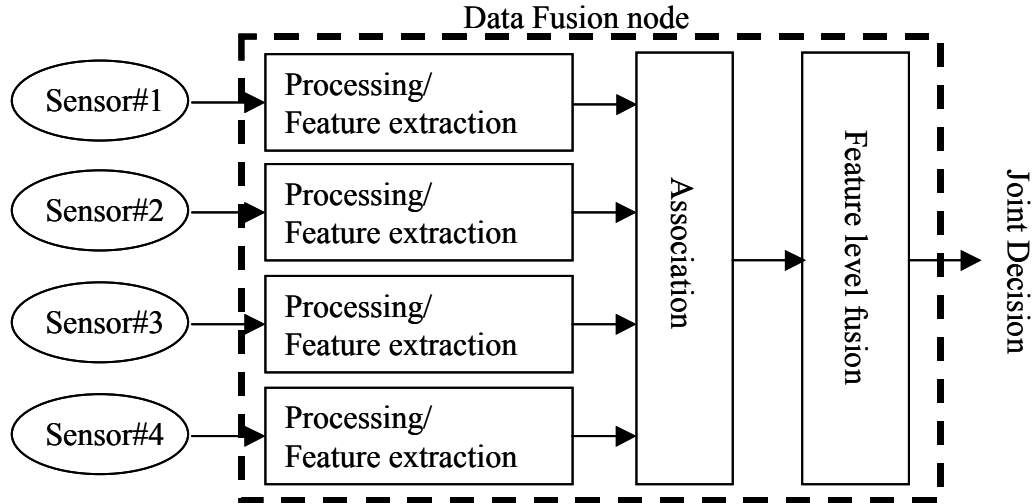 Data Fusion node
Sensor#1
Processing/
Feature extraction
Sensor#2
Processing/
Feature extraction
Sensor#3
Processing/
Feature extraction
Sensor#4
Processing/
Feature extraction
Association
Feature level fusion
Joint Decision